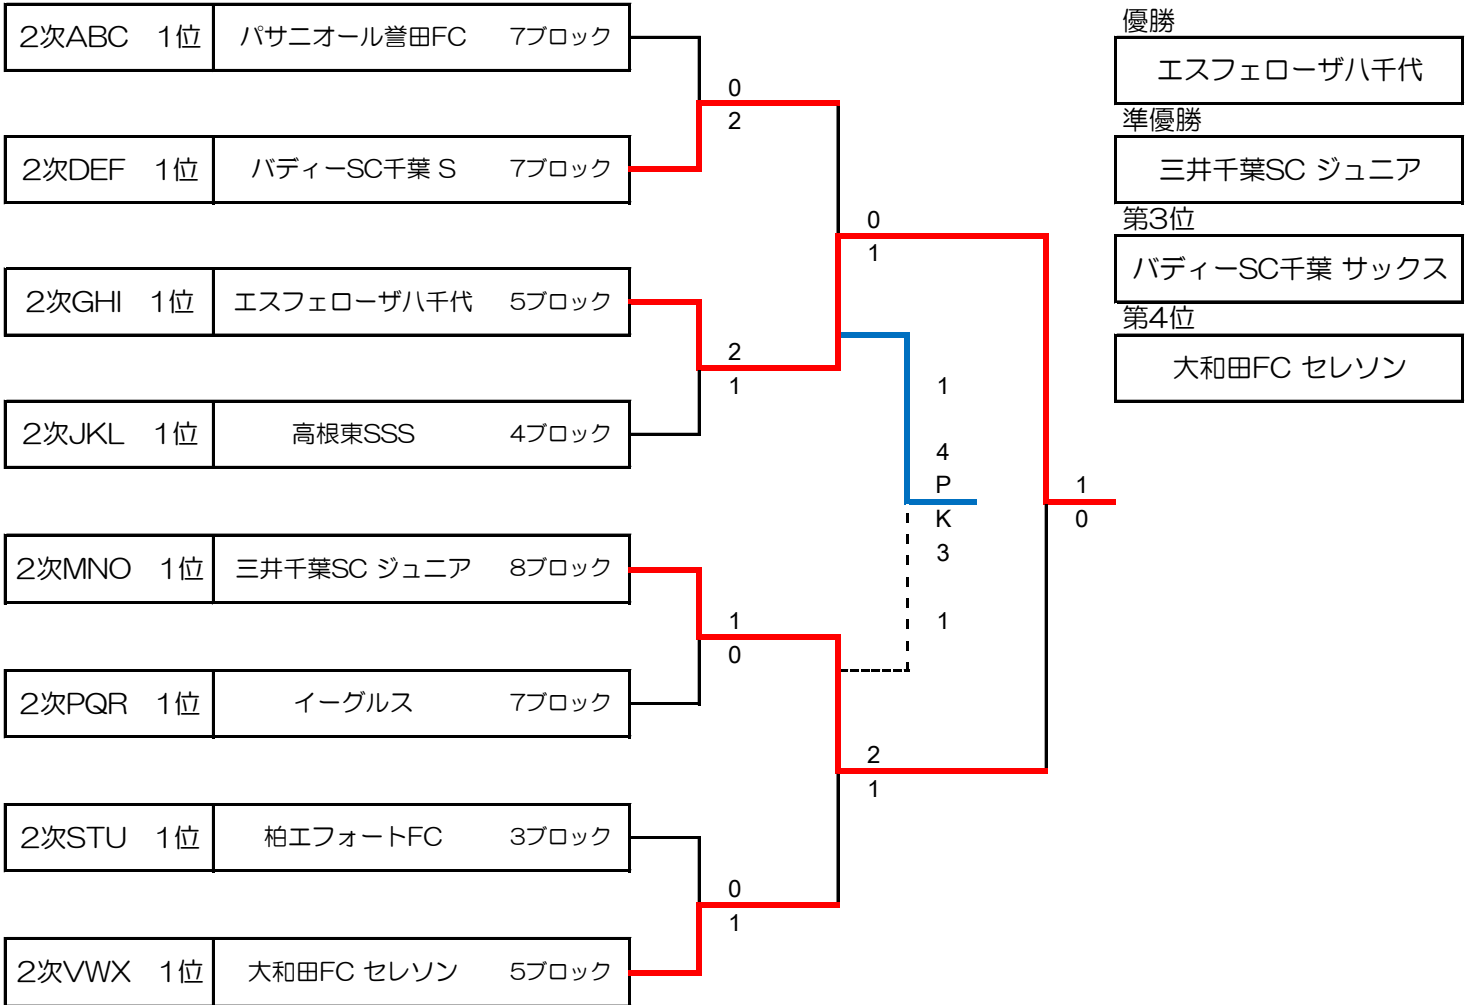 2次ABC 1位 パサニオール誉田FC 7ブロック
0
2
2次DEF 1位 バディーSC千葉 S 7ブロック
0
1
2次GHI 1位 エスフェローザ八千代 5ブロック
2
1
2次JKL 1位 高根東SSS 4ブロック
1
4
P
K
3
1
1
0
2次MNO 1位 三井千葉SC ジュニア 8ブロック
1
0
2次PQR 1位 イーグルス 7ブロック
2
1
2次STU 1位 柏エフォートFC 3ブロック
0
1
2次VWX 1位 大和田FC セレソン 5ブロック
優勝
エスフェローザ八千代
準優勝
三井千葉SC ジュニア
第3位
バディーSC千葉 サックス
第4位
大和田FC セレソン